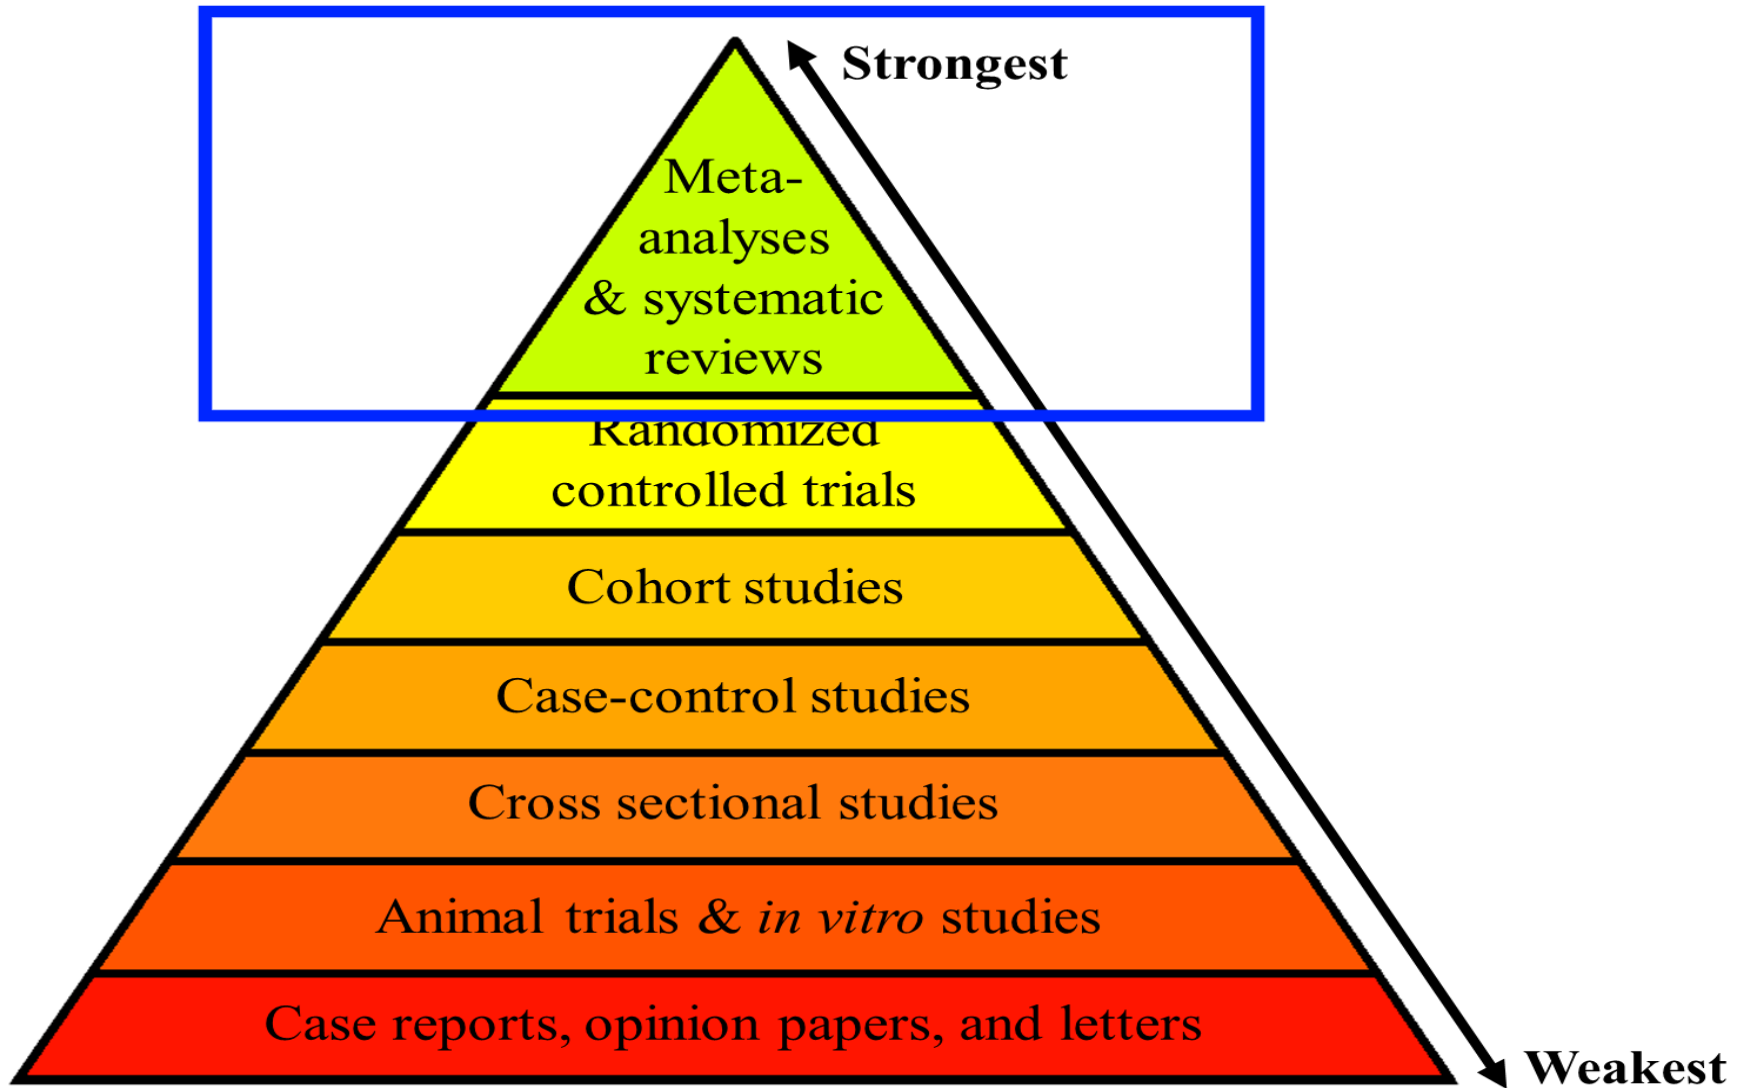 Strongest
Meta-
analyses
& systematic
reviews
Randomized
controlled trials
Cohort studies
Case-control studies
Cross sectional studies
Animal trials & in vitro studies
Case reports, opinion papers, and letters
Weakest